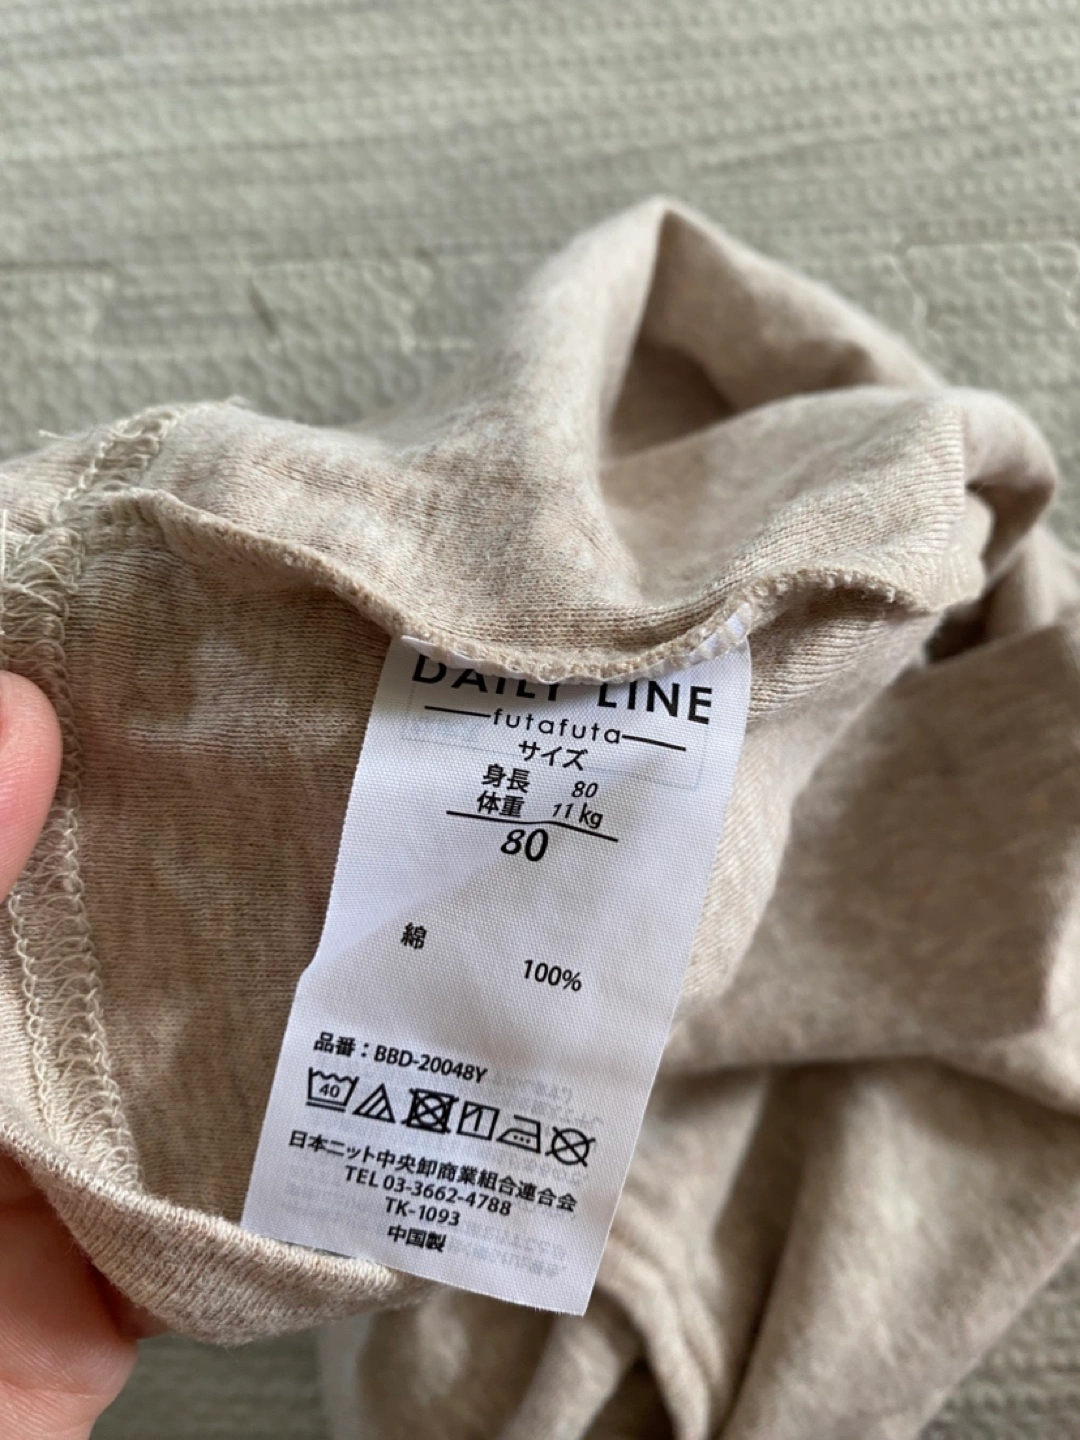 DAILY LINE
futafuta
サイズ
身長 80
体重 11kg
80
綿
100%
品番：BBD-20048Y
40
日本ニット中央卸商業組合連合会
TEL 03-3662-4788
TK-1093
中国製